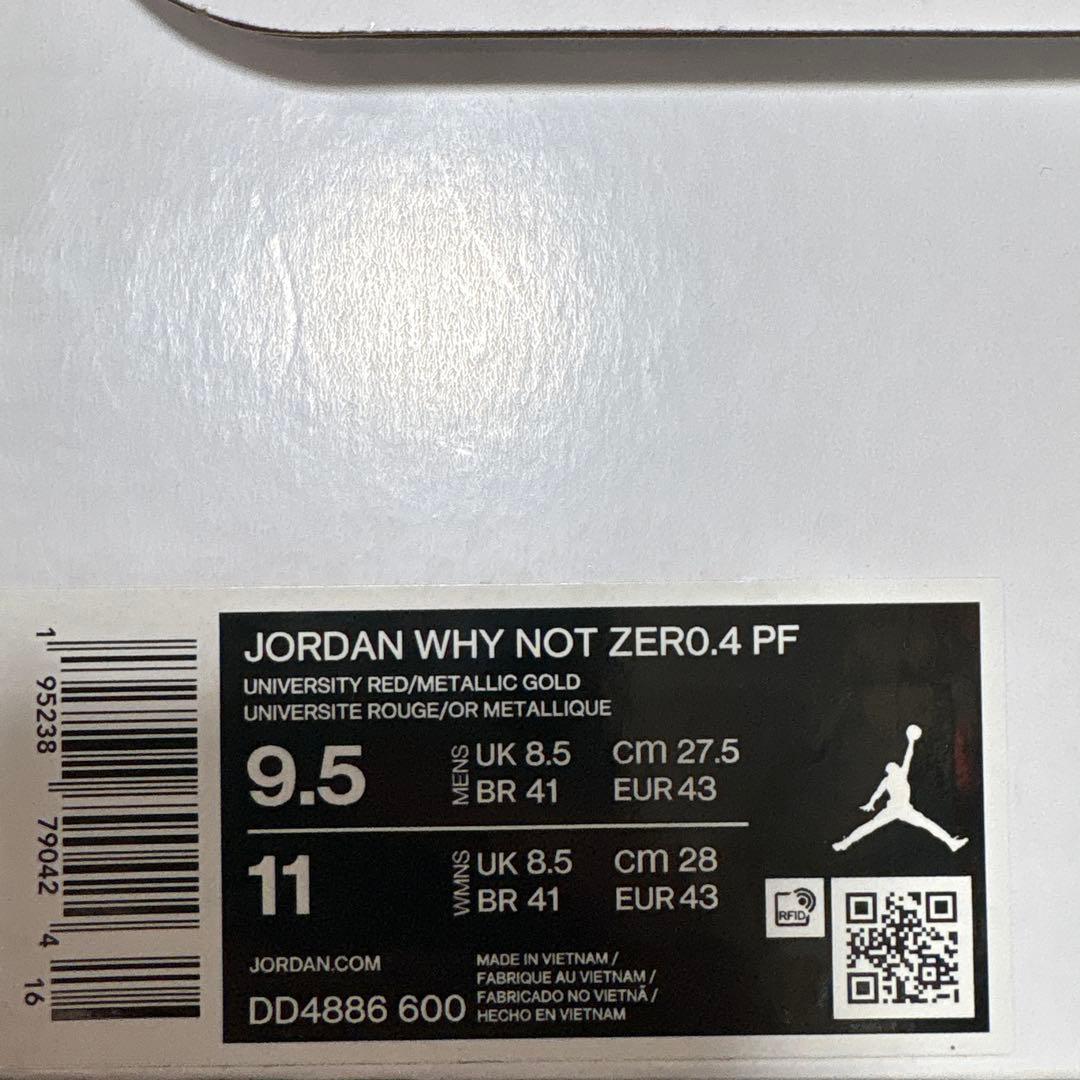 JORDAN WHY NOT ZER0.4 PF
UNIVERSITY RED/METALLIC GOLD
UNIVERSITE ROUGE/OR METALLIQUE
9.5 MENS UK 8.5 cm 27.5
BR 41 EUR 43
11 WMNS UK 8.5 cm 28
BR 41 EUR 43
RFID
JORDAN.COM
DD4886 600
MADE IN VIETNAM /
FABRIQUE AU VIETNAM /
FABRICADO NO VIETNÃ /
HECHO EN VIETNAM
1 95238 79042 4 16